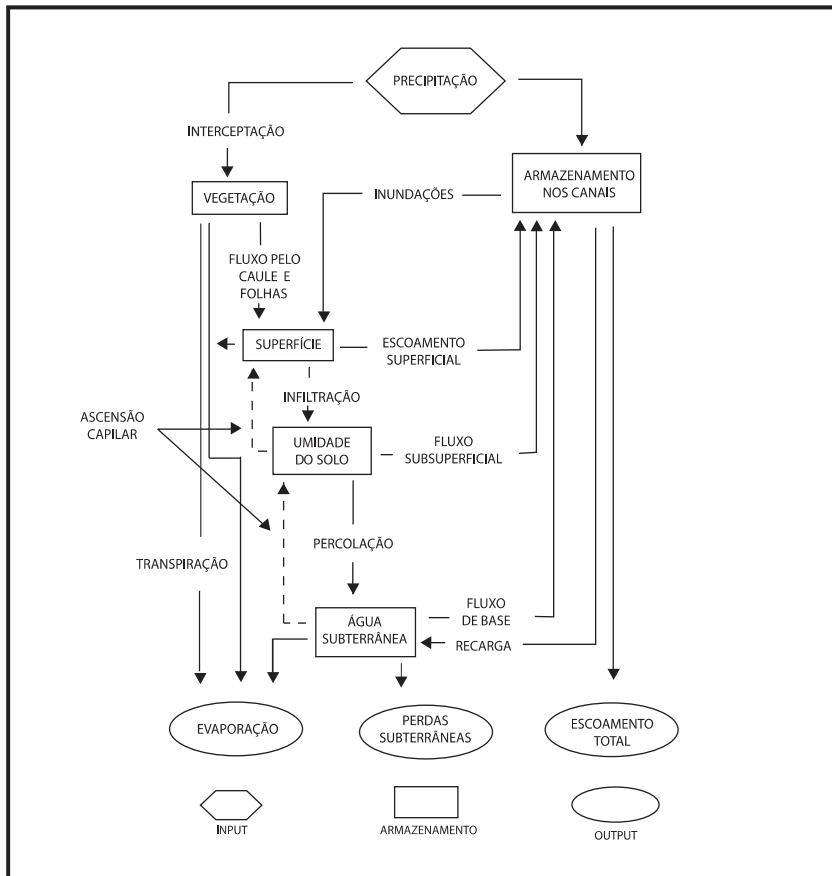 PRECIPITAÇÃO
INTERCEPTAÇÃO
ARMAZENAMENTO
NOS CANAIS
VEGETAÇÃO
INUNDAÇÕES
FLUXO PELO
CAULE E
FOLHAS
SUPERFÍCIE
ESCOAMENTO
SUPERFICIAL
INFILTRAÇÃO
ASCENSÃO
CAPILAR
UMIDADE
DO SOLO
FLUXO
SUBSUPERFICIAL
PERCOLAÇÃO
TRANSPIRAÇÃO
ÁGUA
SUBTERRÂNEA
FLUXO
DE BASE
RECARGA
EVAPORAÇÃO
PERDAS
SUBTERRÂNEAS
ESCOAMENTO
TOTAL
INPUT
ARMAZENAMENTO
OUTPUT